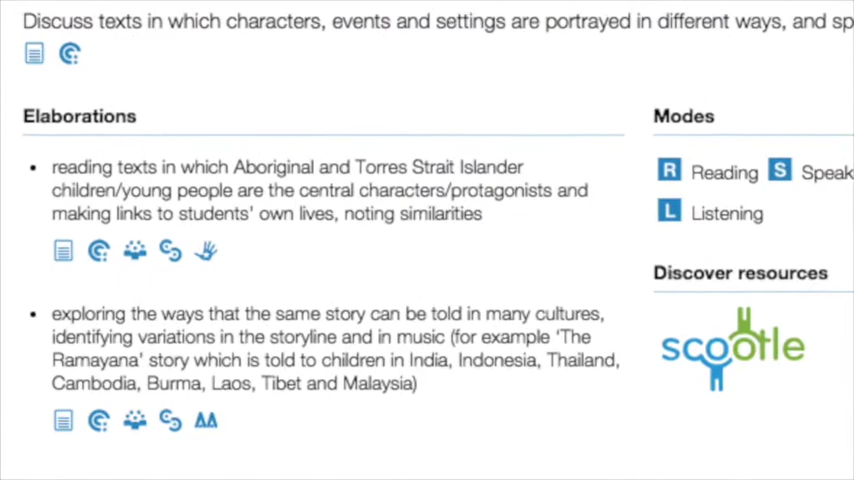 Discuss texts in which characters, events and settings are portrayed in different ways, and sp
Elaborations
• reading texts in which Aboriginal and Torres Strait Islander
children/young people are the central characters/protagonists and
making links to students' own lives, noting similarities
• exploring the ways that the same story can be told in many cultures,
identifying variations in the storyline and in music (for example 'The
Ramayana' story which is told to children in India, Indonesia, Thailand,
Cambodia, Burma, Laos, Tibet and Malaysia)
Modes
R Reading S Speak
L Listening
Discover resources
scootle